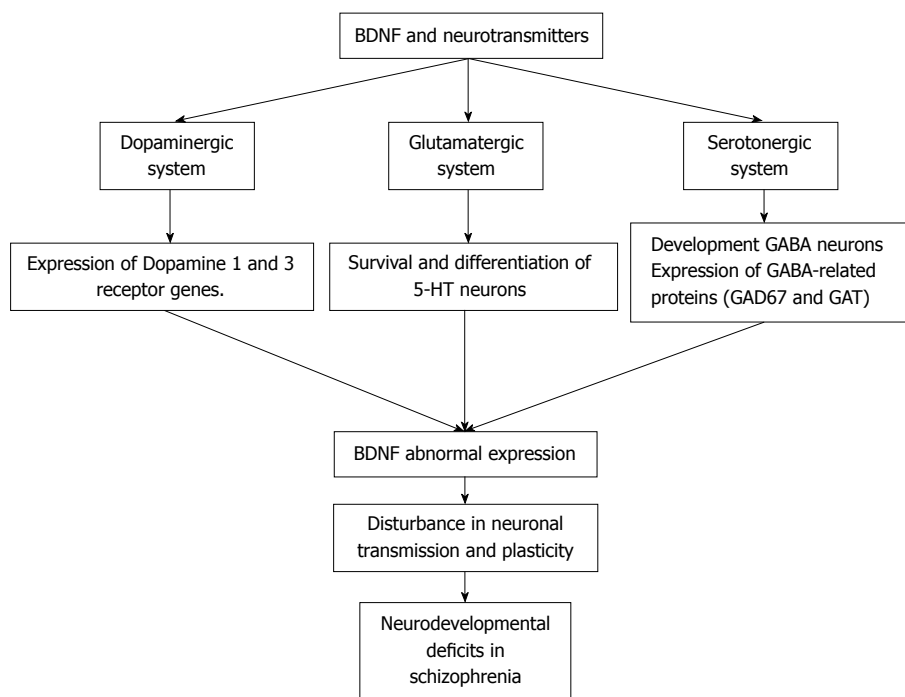 BDNF and neurotransmitters
Dopaminergic
system
Glutamatergic
system
Serotonergic
system
Expression of Dopamine 1 and 3
receptor genes.
Survival and differentiation of
5-HT neurons
Development GABA neurons
Expression of GABA-related
proteins (GAD67 and GAT)
BDNF abnormal expression
Disturbance in neuronal
transmission and plasticity
Neurodevelopmental
deficits in
schizophrenia